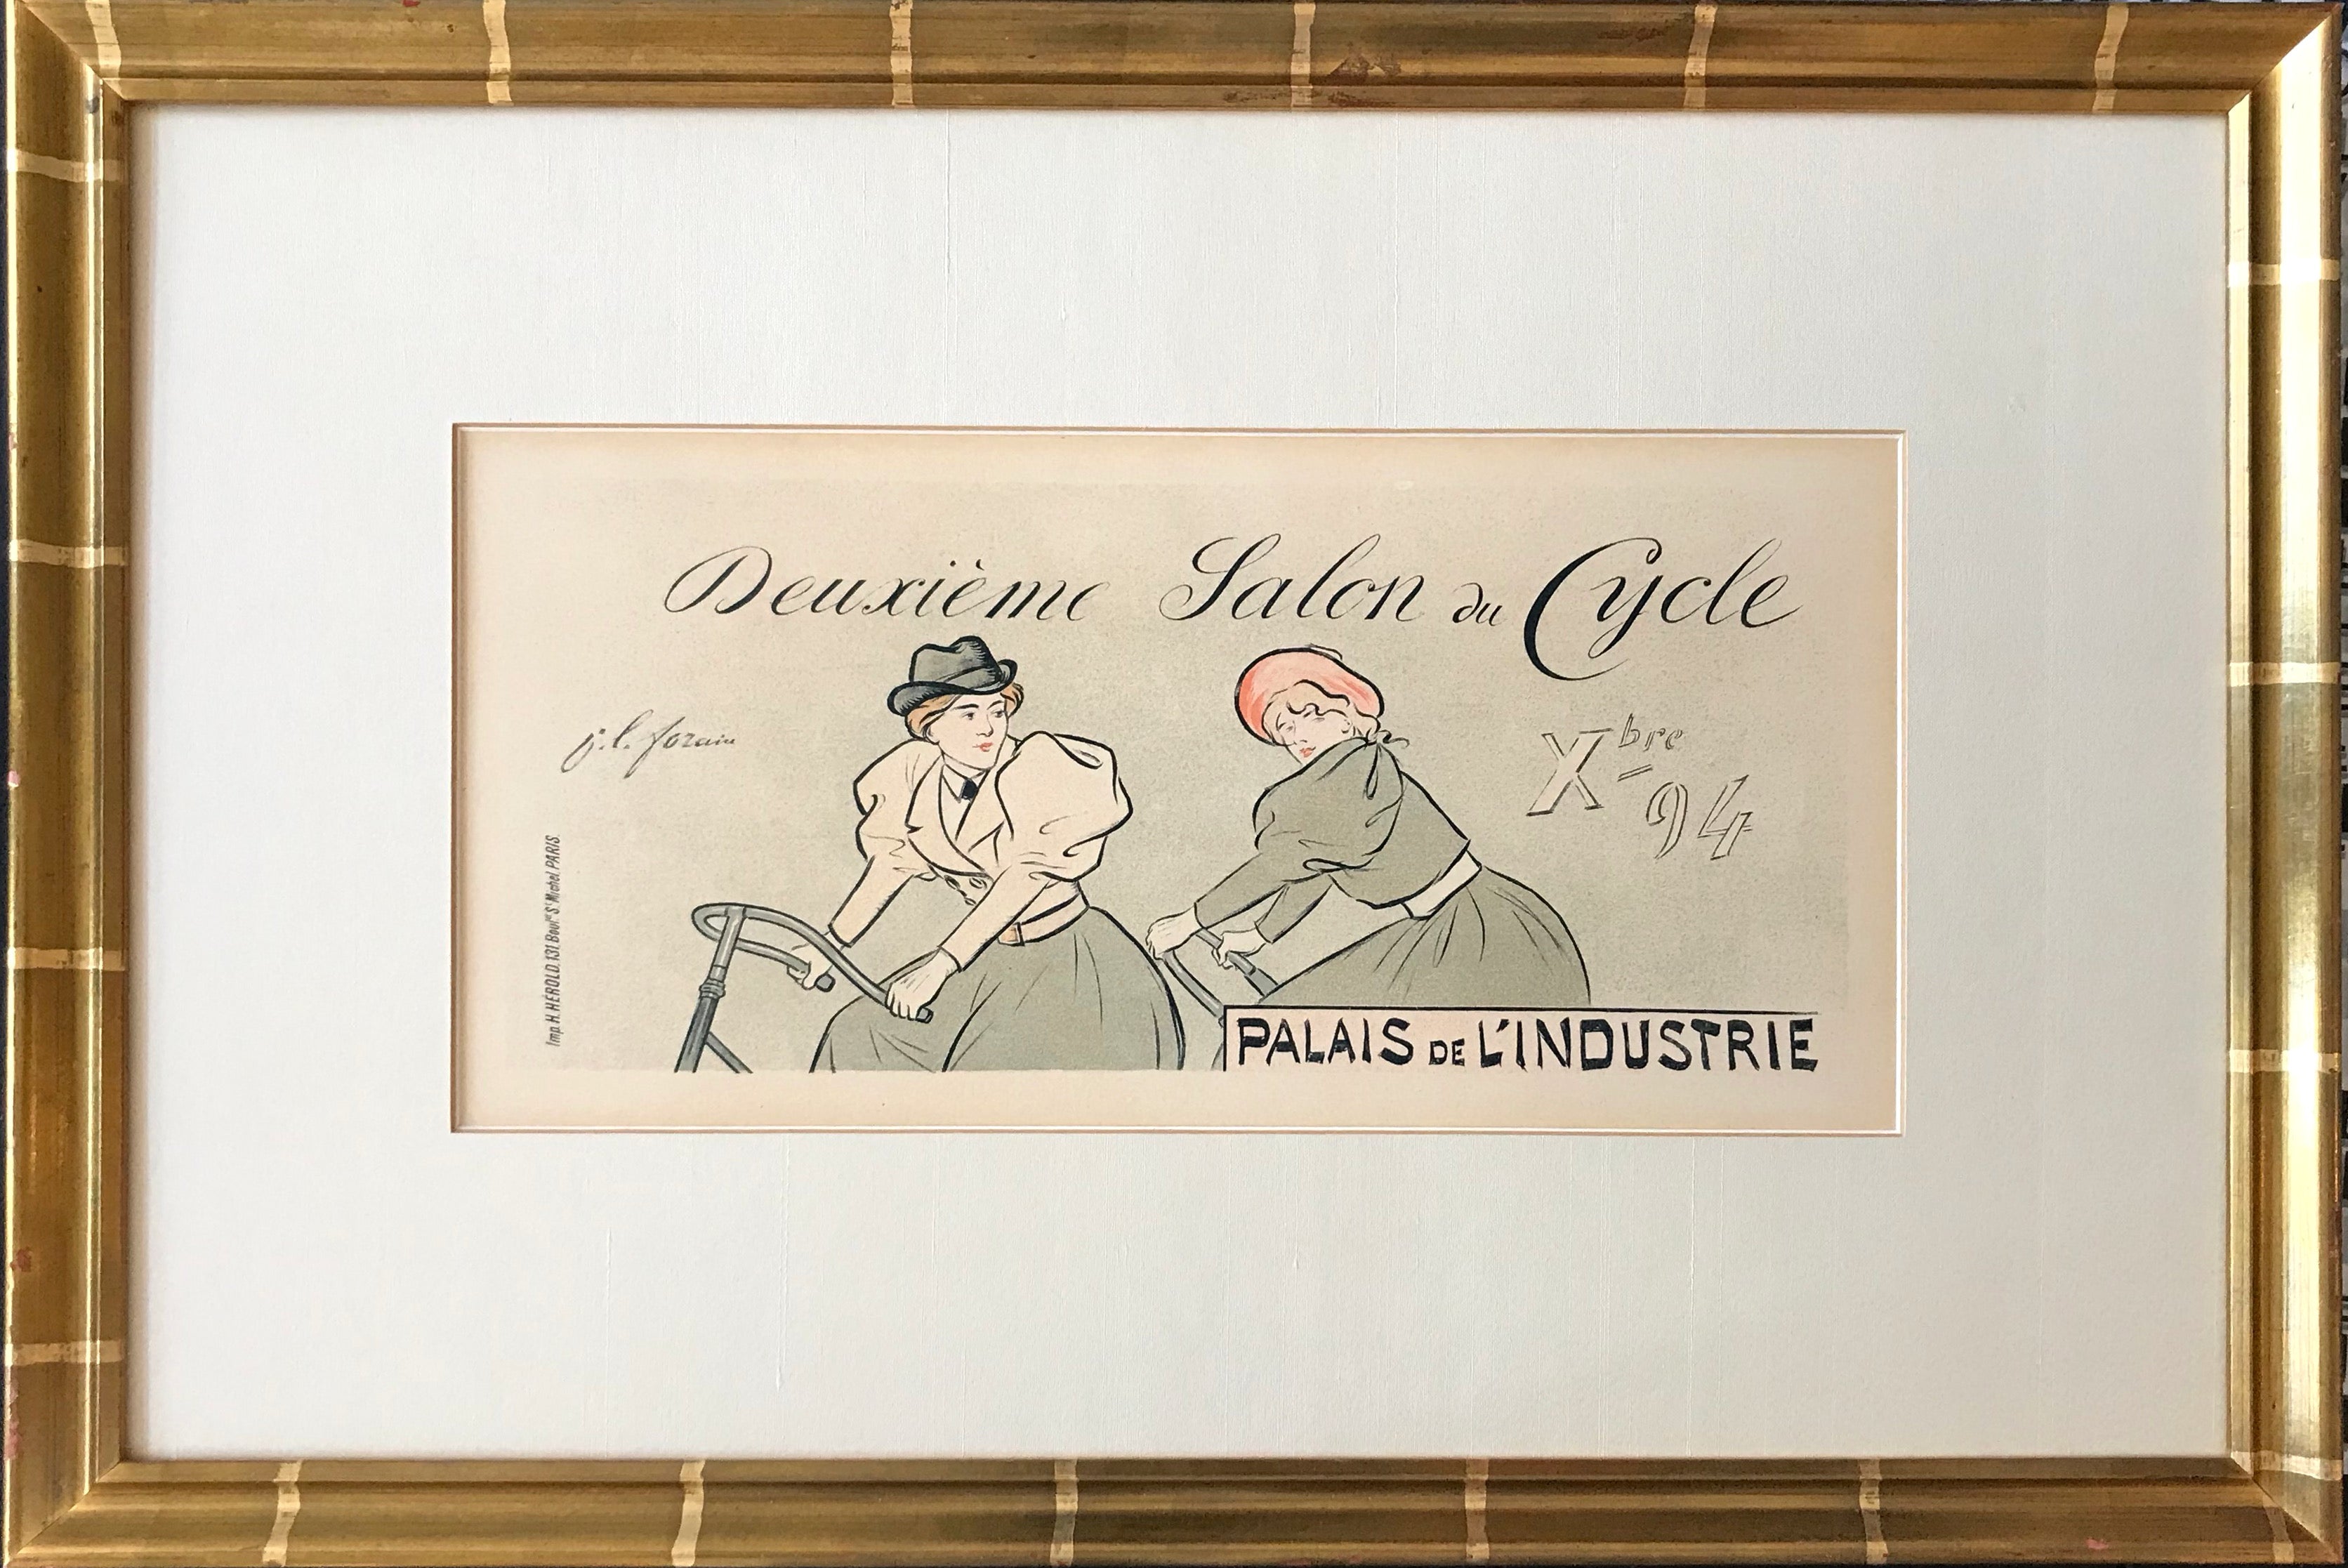 Deuxième Salon du Cycle
j. l. forain
Xbre 94
Imp. H. HÉROLD. 131. Boulᵈ Sᵗ Michel. PARIS.
PALAIS DE L'INDUSTRIE